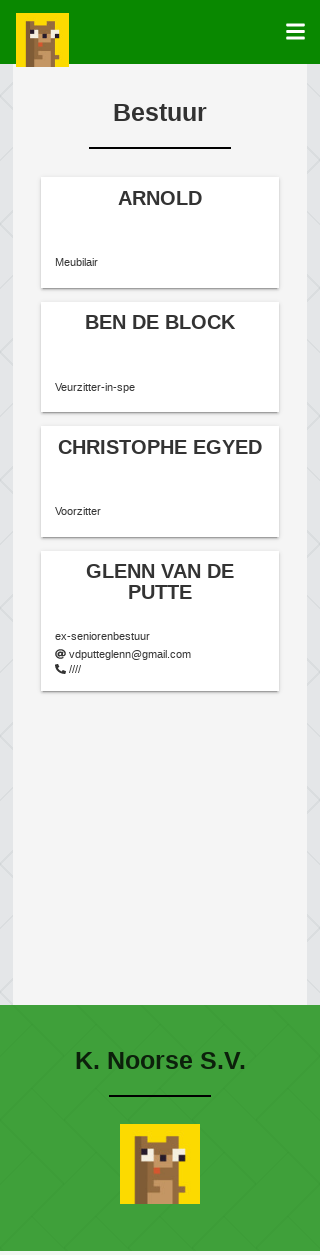 Bestuur
ARNOLD
Meubilair
BEN DE BLOCK
Veurzitter-in-spe
CHRISTOPHE EGYED
Voorzitter
GLENN VAN DE
PUTTE
ex-seniorenbestuur
@ vdputteglenn@gmail.com
////
K. Noorse S.V.